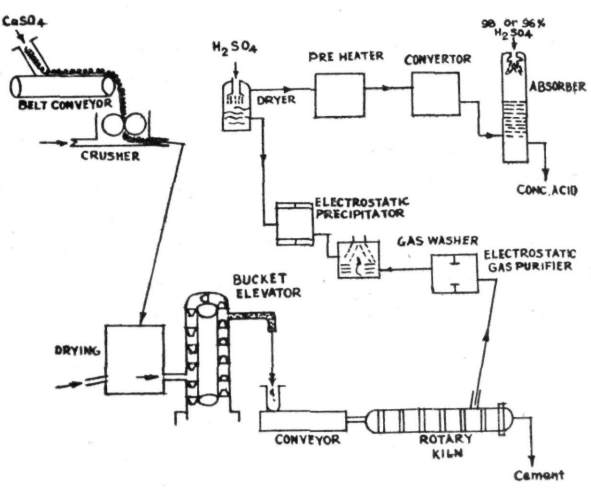 CaSO4
BELT CONVEYOR
CRUSHER
H2SO4
DRYER
PRE HEATER
CONVERTOR
98 or 96%
H2SO4
ABSORBER
CONC. ACID
ELECTROSTATIC
PRECIPITATOR
GAS WASHER
ELECTROSTATIC
GAS PURIFIER
DRYING
BUCKET
ELEVATOR
CONVEYOR
ROTARY
KILN
Cement